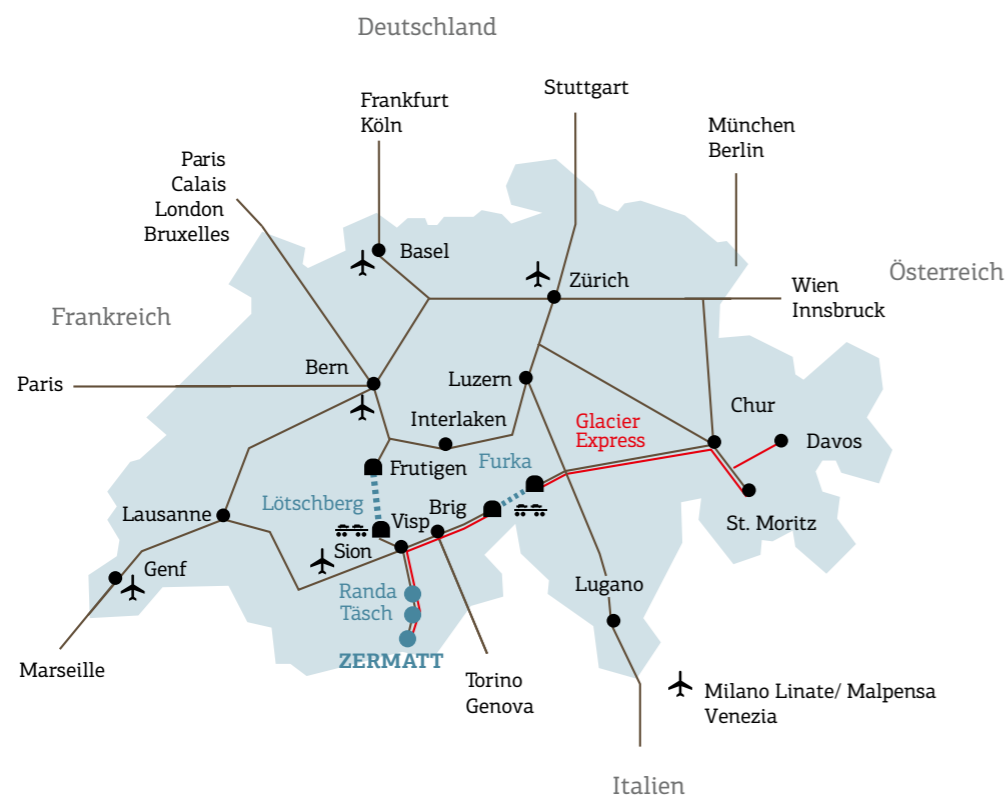 Deutschland
Stuttgart
Frankfurt
Köln
München
Berlin
Paris
Calais
London
Bruxelles
Basel
Zürich
Österreich
Wien
Innsbruck
Frankreich
Bern
Paris
Luzern
Interlaken
Glacier
Express
Chur
Davos
Frutigen
Furka
Lötschberg
Brig
Visp
Lausanne
Sion
St. Moritz
Genf
Randa
Täsch
Lugano
ZERMATT
Marseille
Torino
Genova
Milano Linate/ Malpensa
Venezia
Italien